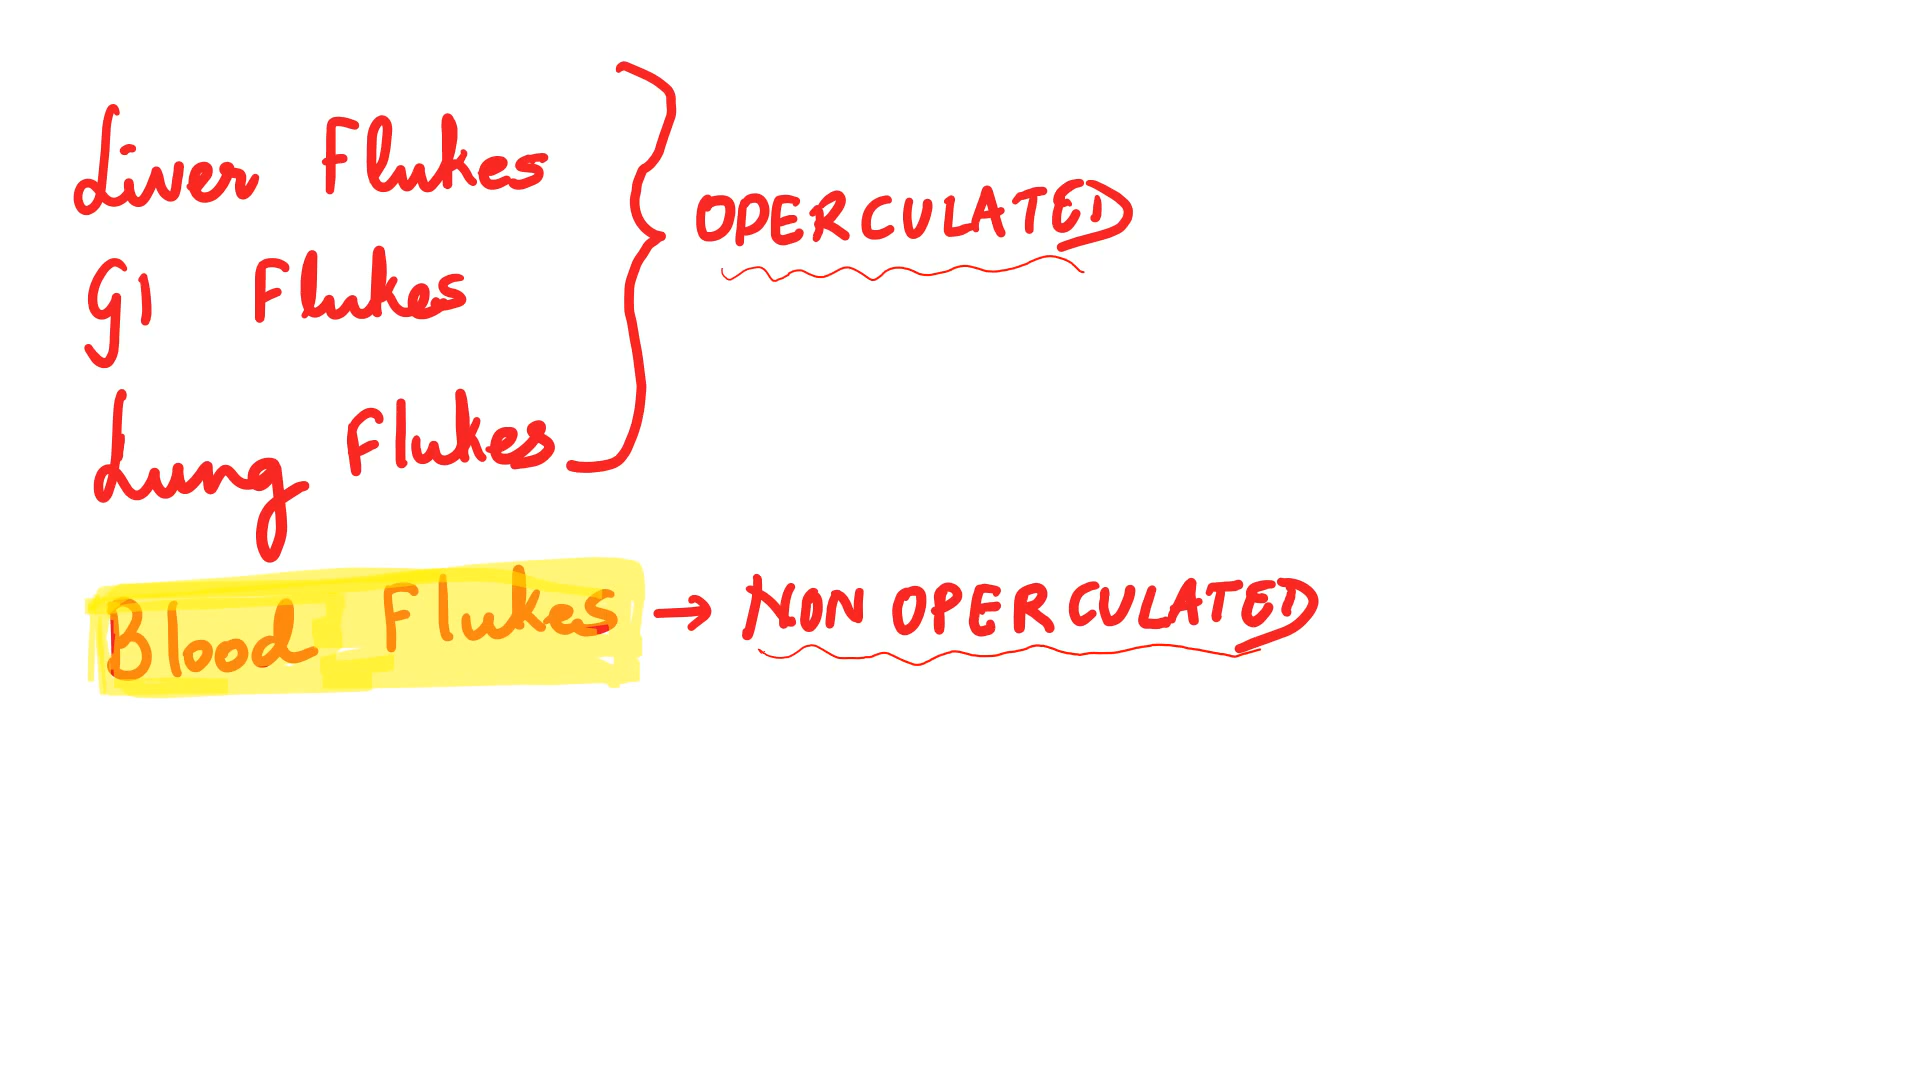 Liver Flukes
OPERCULATED
GI Flukes
Lung Flukes
Blood Flukes → NON OPERCULATED